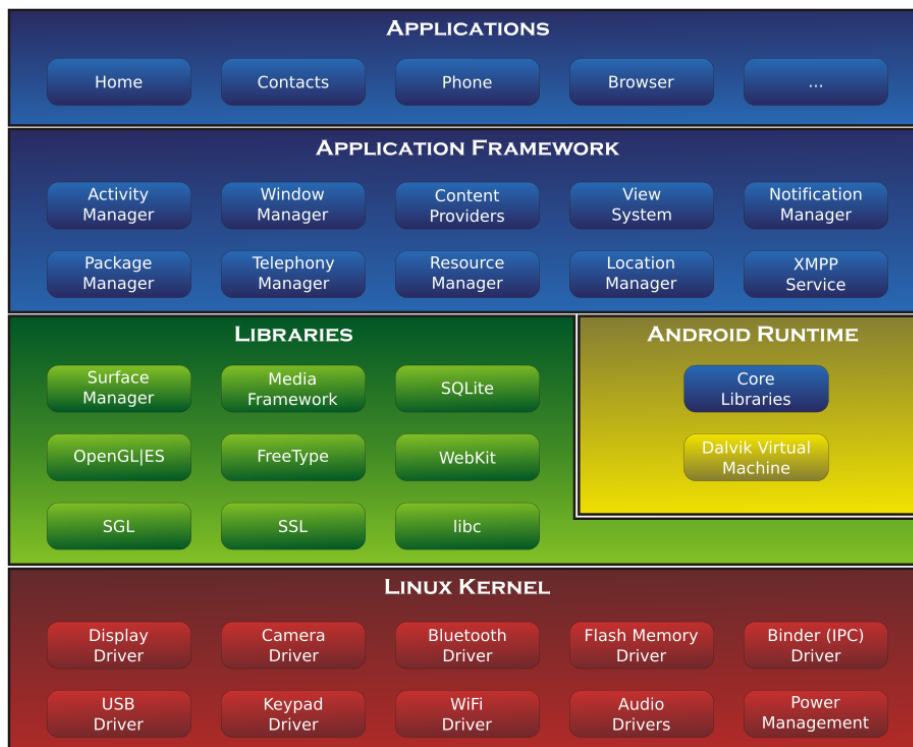 APPLICATIONS
Home
Contacts
Phone
Browser
...
APPLICATION FRAMEWORK
Activity
Manager
Window
Manager
Content
Providers
View
System
Notification
Manager
Package
Manager
Telephony
Manager
Resource
Manager
Location
Manager
XMPP
Service
LIBRARIES
Surface
Manager
Media
Framework
SQLite
OpenGL|ES
FreeType
WebKit
SGL
SSL
libc
ANDROID RUNTIME
Core
Libraries
Dalvik Virtual
Machine
LINUX KERNEL
Display
Driver
Camera
Driver
Bluetooth
Driver
Flash Memory
Driver
Binder (IPC)
Driver
USB
Driver
Keypad
Driver
WiFi
Driver
Audio
Drivers
Power
Management